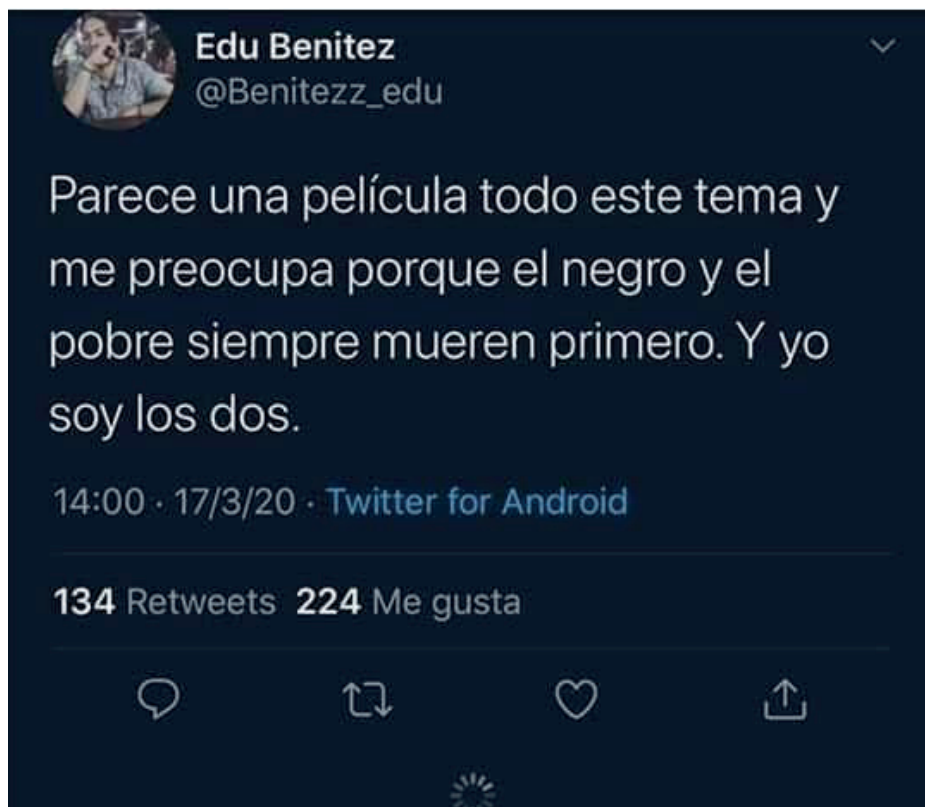 Edu Benitez
@Benitezz_edu
Parece una película todo este tema y
me preocupa porque el negro y el
pobre siempre mueren primero. Y yo
soy los dos.
14:00 · 17/3/20 · Twitter for Android
134 Retweets 224 Me gusta